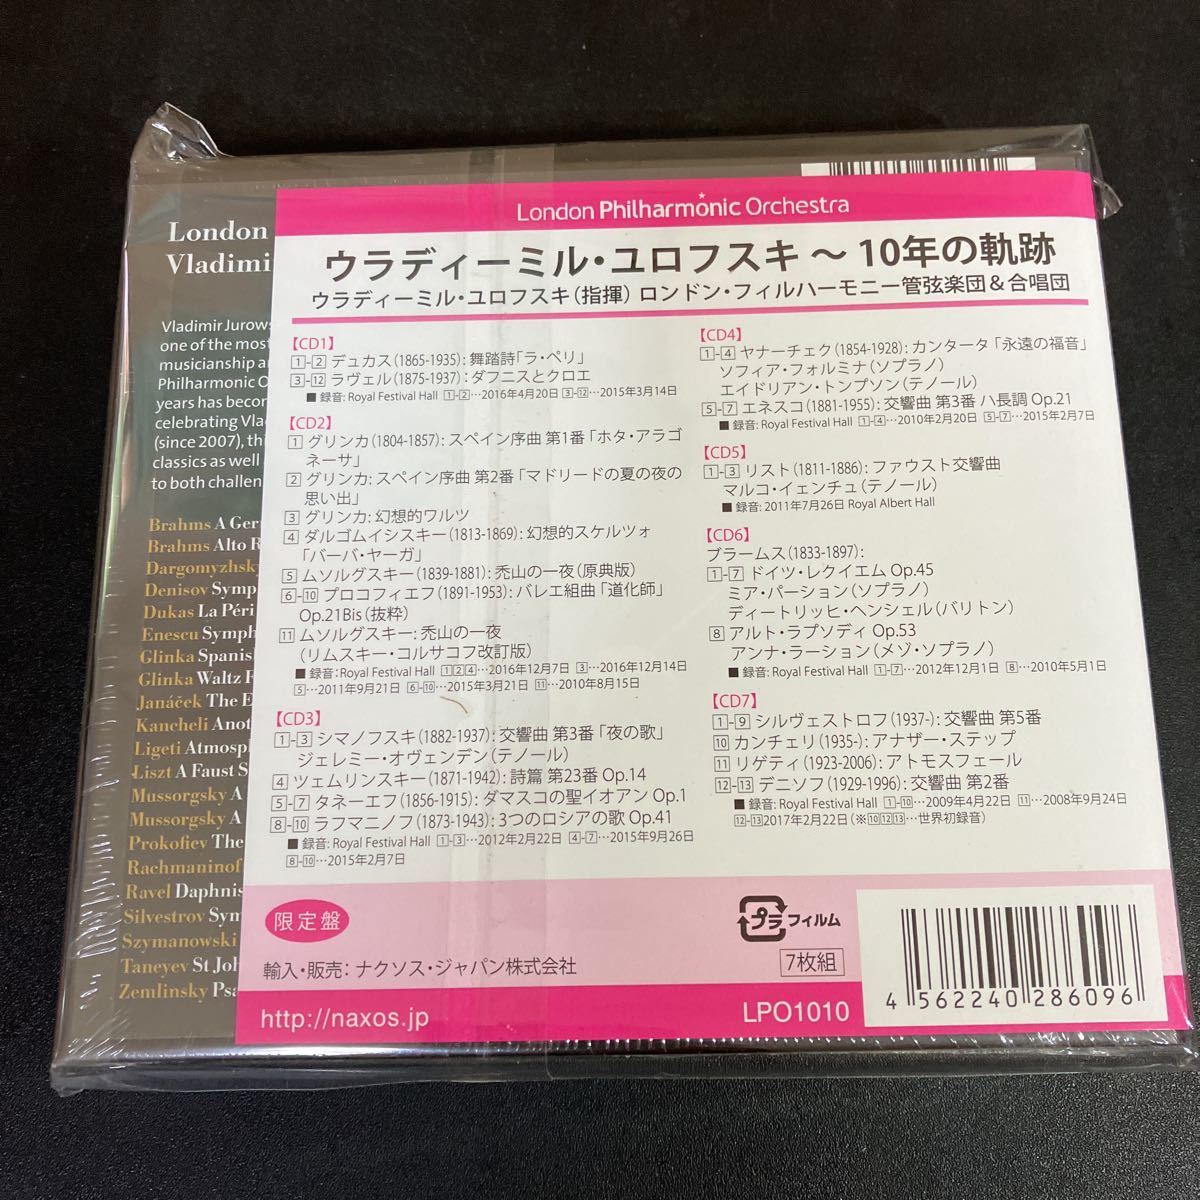 London
Vladimi
Vladimir Jurows
one of the most
musicianship a
Philharmonic O
years has becor
celebrating Vla
(since 2007), thi
classics as well
to both challen
Brahms A Ger
Brahms Alto R
Dargomyzhsky
Denisov Symp
Dukas La Péri
Enescu Symph
Glinka Spanis
Glinka Waltz F
Janáček The E
Kancheli Anot
Ligeti Atmosp
Liszt A Faust S
Mussorgsky A
Mussorgsky A
Prokofiev The
Rachmaninof
Ravel Daphnis
Silvestrov Sym
Szymanowski
Taneyev St Joh
Zemlinsky Psa
London Philharmonic Orchestra
ウラディーミル・ユロフスキ ～ 10年の軌跡
ウラディーミル・ユロフスキ(指揮) ロンドン・フィルハーモニー管弦楽団&合唱団
【CD1】
1-2 デュカス(1865-1935): 舞踏詩「ラ・ペリ」
3-12 ラヴェル(1875-1937): ダフニスとクロエ
■ 録音: Royal Festival Hall 1-2…2016年4月20日 3-12…2015年3月14日
【CD2】
1 グリンカ(1804-1857): スペイン序曲 第1番「ホタ・アラゴ
ネーサ」
2 グリンカ: スペイン序曲 第2番「マドリードの夏の夜の
思い出」
3 グリンカ: 幻想的ワルツ
4 ダルゴムイシスキー(1813-1869): 幻想的スケルツォ
「バーバ・ヤーガ」
5 ムソルグスキー(1839-1881): 禿山の一夜(原典版)
6-10 プロコフィエフ(1891-1953): バレエ組曲「道化師」
Op.21Bis(抜粋)
11 ムソルグスキー: 禿山の一夜
(リムスキー・コルサコフ改訂版)
■ 録音: Royal Festival Hall 1 2 4…2016年12月7日 3…2016年12月14日
5…2011年9月21日 6-10…2015年3月21日 11…2010年8月15日
【CD3】
1-3 シマノフスキ(1882-1937): 交響曲 第3番「夜の歌」
ジェレミー・オヴェンデン(テノール)
4 ツェムリンスキー(1871-1942): 詩篇 第23番 Op.14
5-7 タネーエフ(1856-1915): ダマスコの聖イオアン Op.1
8-10 ラフマニノフ(1873-1943): 3つのロシアの歌 Op.41
■ 録音: Royal Festival Hall 1-3…2012年2月22日 4-7…2015年9月26日
8-10…2015年2月7日
【CD4】
1-4 ヤナーチェク(1854-1928): カンタータ「永遠の福音」
ソフィア・フォルミナ(ソプラノ)
エイドリアン・トンプソン(テノール)
5-7 エネスコ(1881-1955): 交響曲 第3番 ハ長調 Op.21
■ 録音: Royal Festival Hall 1-4…2010年2月20日 5-7…2015年2月7日
【CD5】
1-3 リスト(1811-1886): ファウスト交響曲
マルコ・イェンチュ(テノール)
■ 録音: 2011年7月26日 Royal Albert Hall
【CD6】
ブラームス(1833-1897):
1-7 ドイツ・レクイエム Op.45
ミア・パーション(ソプラノ)
ディートリッヒ・ヘンシェル(バリトン)
8 アルト・ラプソディ Op.53
アンナ・ラーション(メゾ・ソプラノ)
■ 録音: Royal Festival Hall 1-7…2012年12月1日 8…2010年5月1日
【CD7】
1-9 シルヴェストロフ(1937-): 交響曲 第5番
10 カンチェリ(1935-): アナザー・ステップ
11 リゲティ(1923-2006): アトモスフェール
12-13 デニソフ(1929-1996): 交響曲 第2番
■ 録音: Royal Festival Hall 1-10…2009年4月22日 11…2008年9月24日
12-13 2017年2月22日(※10 12 13…世界初録音)
限定盤
プラ フィルム
輸入・販売: ナクソス・ジャパン株式会社
7枚組
http://naxos.jp
LPO1010
4 562240 286096